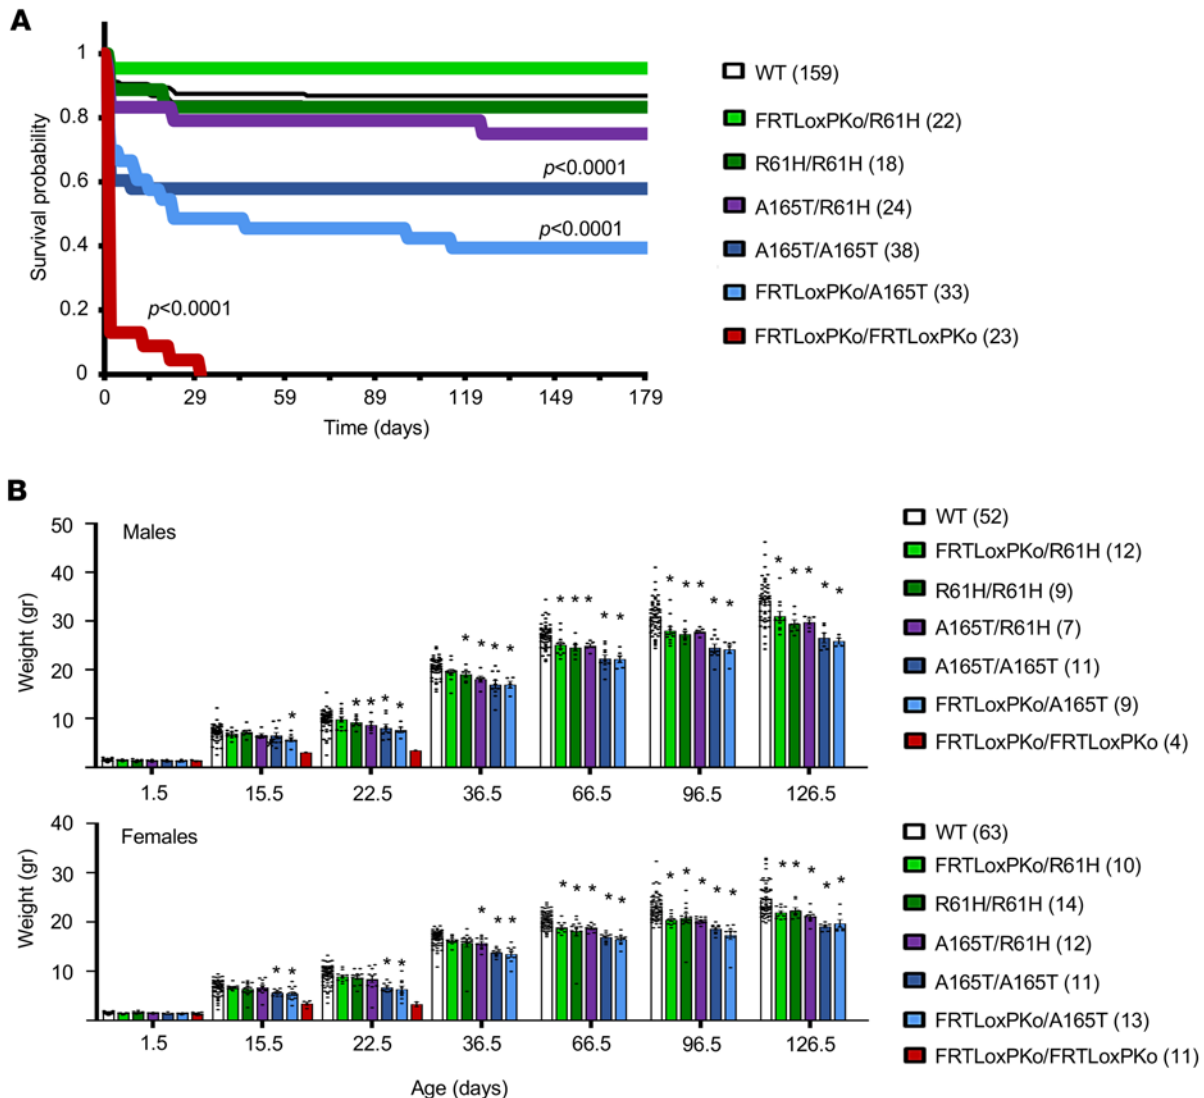 A
1
0.8
0.6
0.4
0.2
0
Survival probability
p<0.0001
p<0.0001
p<0.0001
0 29 59 89 119 149 179
Time (days)
WT (159)
FRTLoxPKo/R61H (22)
R61H/R61H (18)
A165T/R61H (24)
A165T/A165T (38)
FRTLoxPKo/A165T (33)
FRTLoxPKo/FRTLoxPKo (23)
B
Males
50
40
30
20
10
Weight (gr)
* * * * * * * * * * * * * * * * * * * * * * * *
1.5 15.5 22.5 36.5 66.5 96.5 126.5
WT (52)
FRTLoxPKo/R61H (12)
R61H/R61H (9)
A165T/R61H (7)
A165T/A165T (11)
FRTLoxPKo/A165T (9)
FRTLoxPKo/FRTLoxPKo (4)
Females
40
30
20
10
Weight (gr)
* * * * * * * * * * * * * * * * * * * * * *
1.5 15.5 22.5 36.5 66.5 96.5 126.5
Age (days)
WT (63)
FRTLoxPKo/R61H (10)
R61H/R61H (14)
A165T/R61H (12)
A165T/A165T (11)
FRTLoxPKo/A165T (13)
FRTLoxPKo/FRTLoxPKo (11)